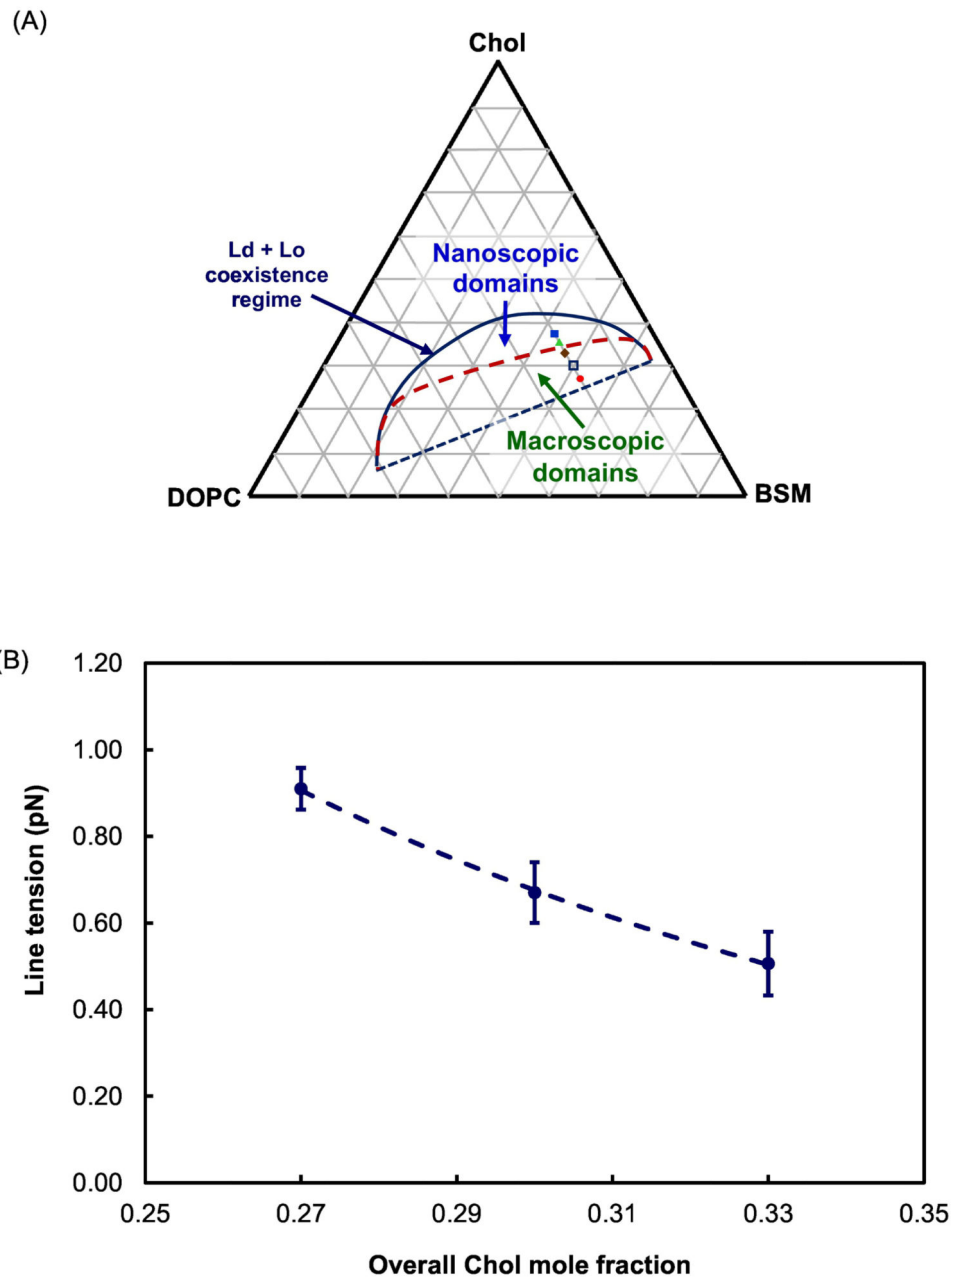 (A)
Chol
Ld + Lo
coexistence
regime
Nanoscopic
domains
Macroscopic
domains
DOPC
BSM
(B)
1.20
1.00
0.80
0.60
0.40
0.20
0.00
Line tension (pN)
0.25
0.27
0.29
0.31
0.33
0.35
Overall Chol mole fraction